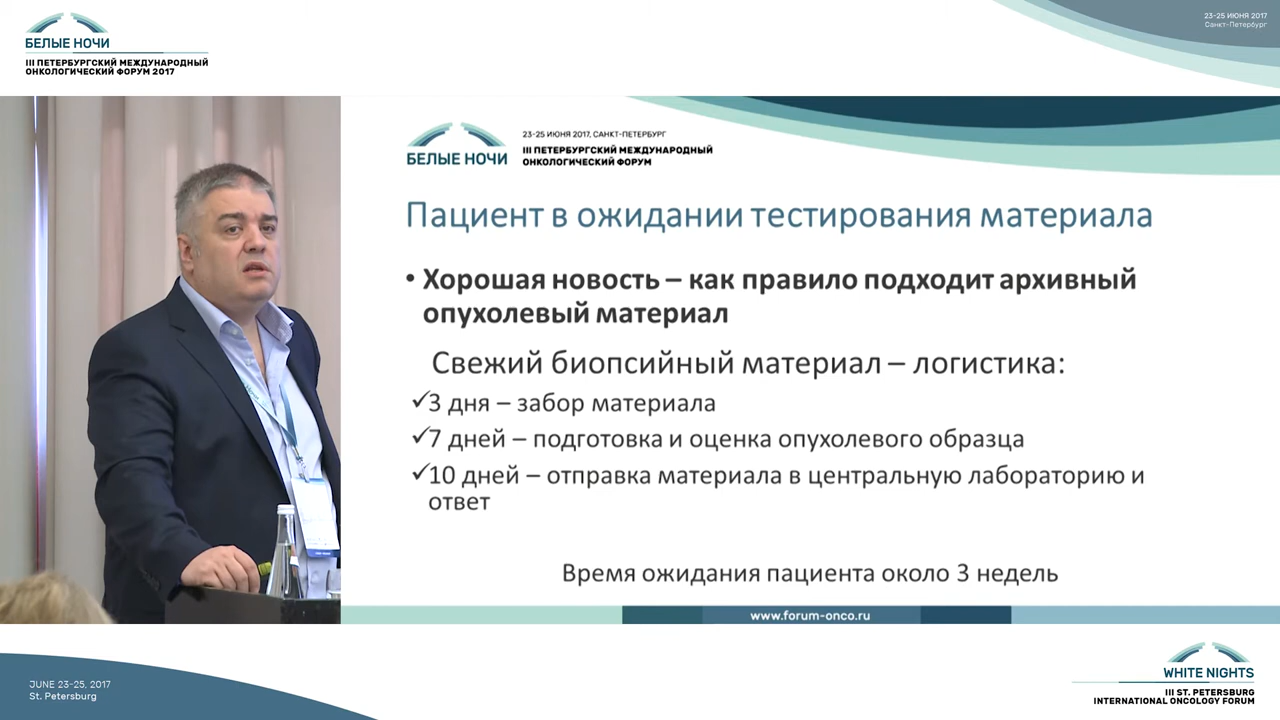 БЕЛЫЕ НОЧИ
III ПЕТЕРБУРГСКИЙ МЕЖДУНАРОДНЫЙ
ОНКОЛОГИЧЕСКИЙ ФОРУМ 2017
23-25 ИЮНЯ 2017
Санкт-Петербург
БЕЛЫЕ НОЧИ
23-25 ИЮНЯ 2017, САНКТ-ПЕТЕРБУРГ
III ПЕТЕРБУРГСКИЙ МЕЖДУНАРОДНЫЙ
ОНКОЛОГИЧЕСКИЙ ФОРУМ
Пациент в ожидании тестирования материала
• Хорошая новость – как правило подходит архивный
опухолевый материал
Свежий биопсийный материал – логистика:
✓3 дня – забор материала
✓7 дней – подготовка и оценка опухолевого образца
✓10 дней – отправка материала в центральную лабораторию и
ответ
Время ожидания пациента около 3 недель
www.forum-onco.ru
JUNE 23-25, 2017
St. Petersburg
WHITE NIGHTS
III ST. PETERSBURG
INTERNATIONAL ONCOLOGY FORUM